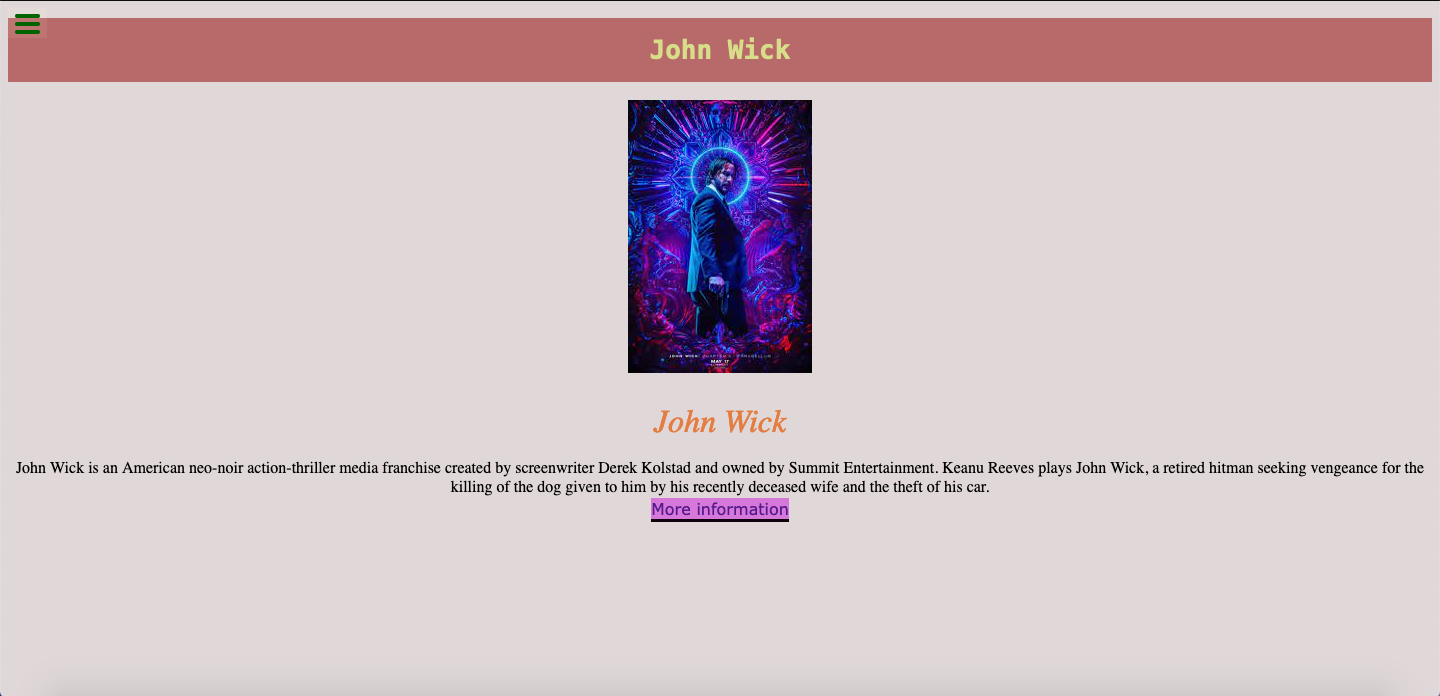 John Wick
JOHN WICK: CHAPTER 3 - PARABELLUM
MAY 17
John Wick
John Wick is an American neo-noir action-thriller media franchise created by screenwriter Derek Kolstad and owned by Summit Entertainment. Keanu Reeves plays John Wick, a retired hitman seeking vengeance for the
killing of the dog given to him by his recently deceased wife and the theft of his car.
More information